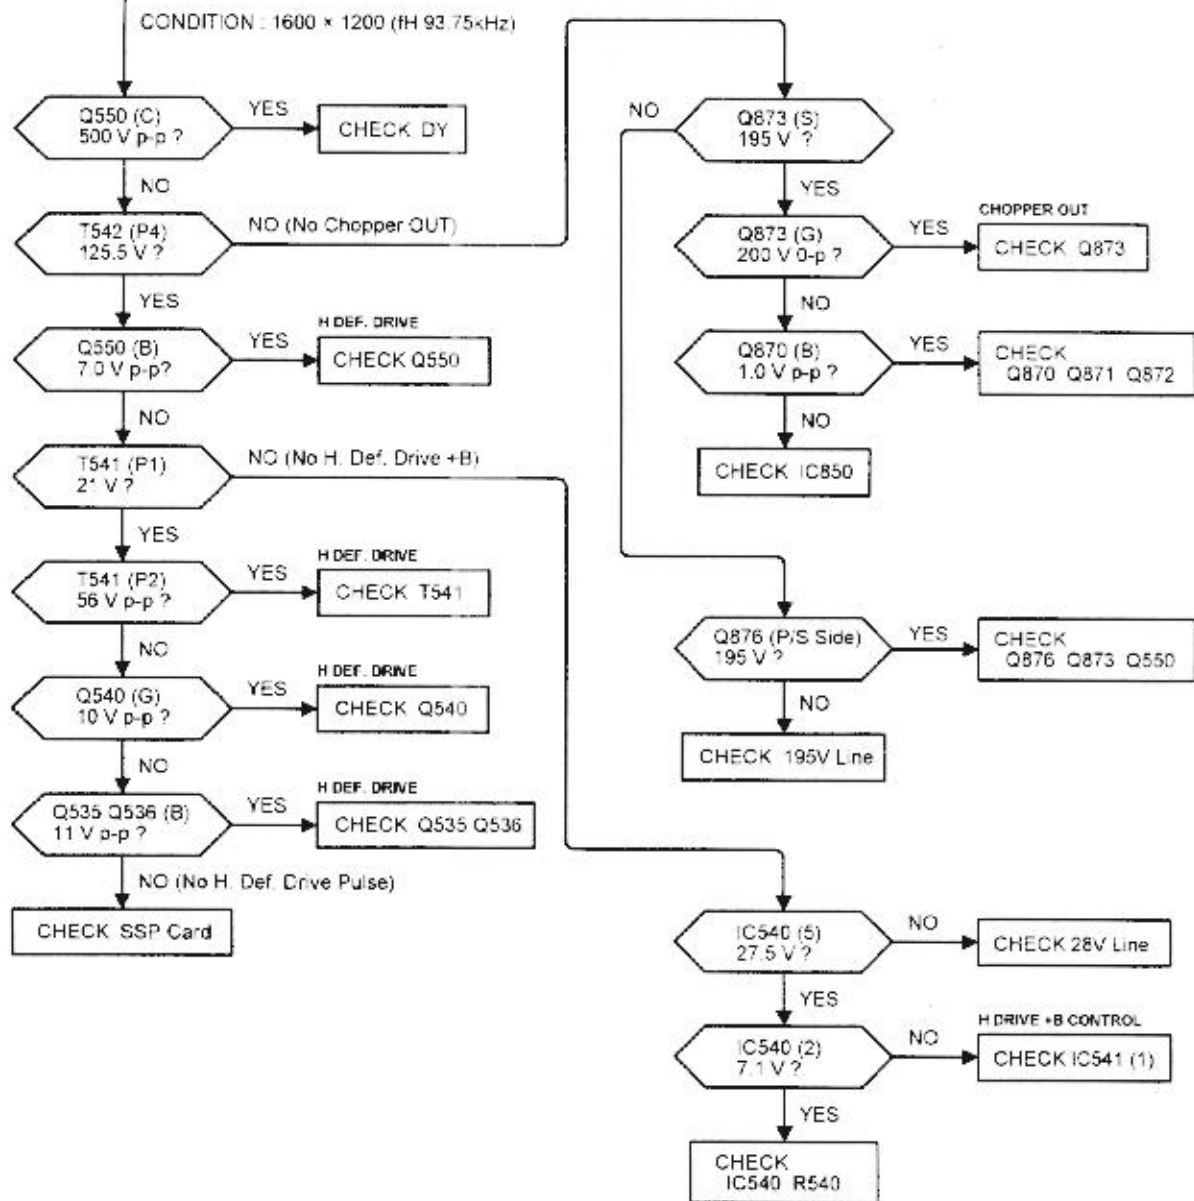 CONDITION : 1600 × 1200 (fH 93.75kHz)
Q550 (C)
500 V p-p ?
YES
CHECK DY
NO
T542 (P4)
125.5 V ?
NO (No Chopper OUT)
YES
Q550 (B)
7.0 V p-p?
YES
H DEF. DRIVE
CHECK Q550
NO
T541 (P1)
21 V ?
NO (No H. Def. Drive +B)
YES
T541 (P2)
56 V p-p ?
YES
H DEF. DRIVE
CHECK T541
NO
Q540 (G)
10 V p-p ?
YES
H DEF. DRIVE
CHECK Q540
NO
Q535 Q536 (B)
11 V p-p ?
YES
H DEF. DRIVE
CHECK Q535 Q536
NO (No H. Def. Drive Pulse)
CHECK SSP Card
NO
Q873 (S)
195 V ?
YES
Q873 (G)
200 V 0-p ?
YES
CHOPPER OUT
CHECK Q873
NO
Q870 (B)
1.0 V p-p ?
YES
CHECK
Q870 Q871 Q872
NO
CHECK IC850
Q876 (P/S Side)
195 V ?
YES
CHECK
Q876 Q873 Q550
NO
CHECK 195V Line
IC540 (5)
27.5 V ?
NO
CHECK 28V Line
YES
IC540 (2)
7.1 V ?
NO
H DRIVE +B CONTROL
CHECK IC541 (1)
YES
CHECK
IC540 R540